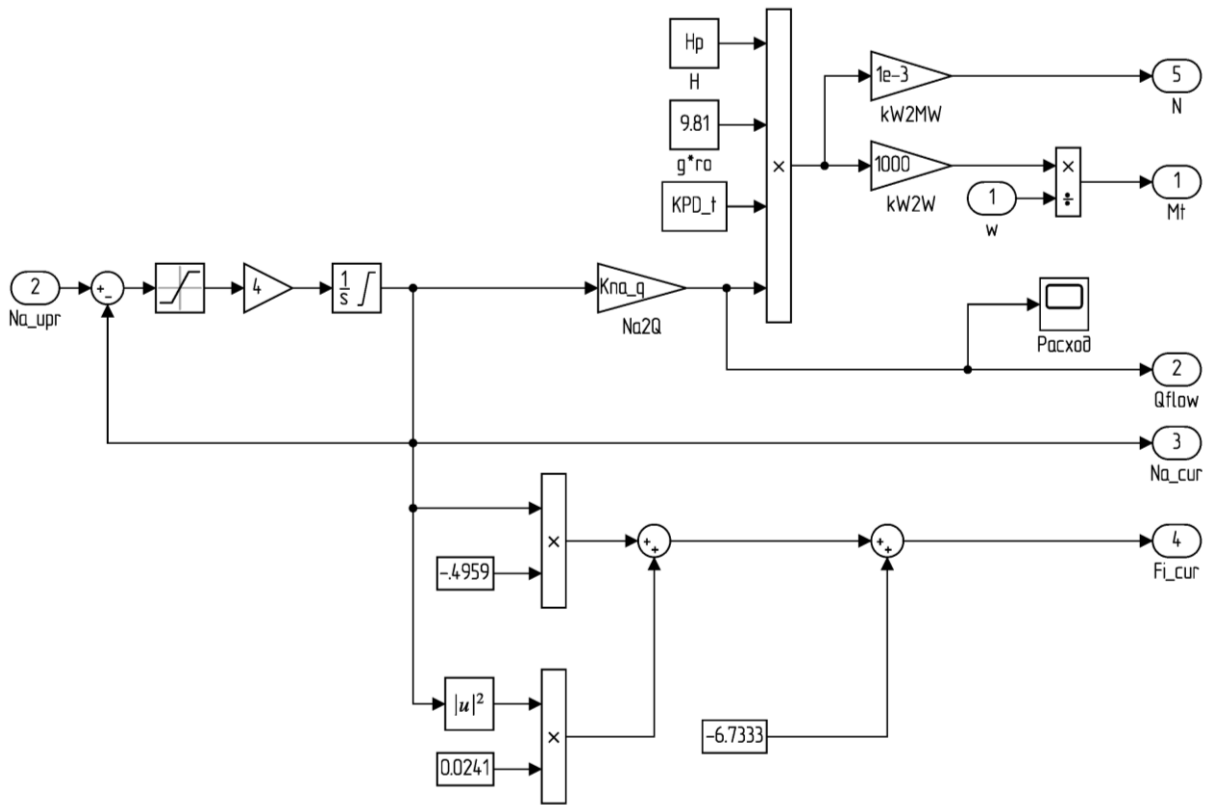 Hp
H
9.81
g*ro
KPD_t
×
1e-3
kW2MW
1000
kW2W
1
w
×
÷
5
N
1
Mt
2
Na_upr
+
−
4
1
s
Kna_q
Na2Q
Расход
2
Qflow
3
Na_cur
-.4959
×
+
+
+
+
4
Fi_cur
|u|²
0.0241
×
-6.7333